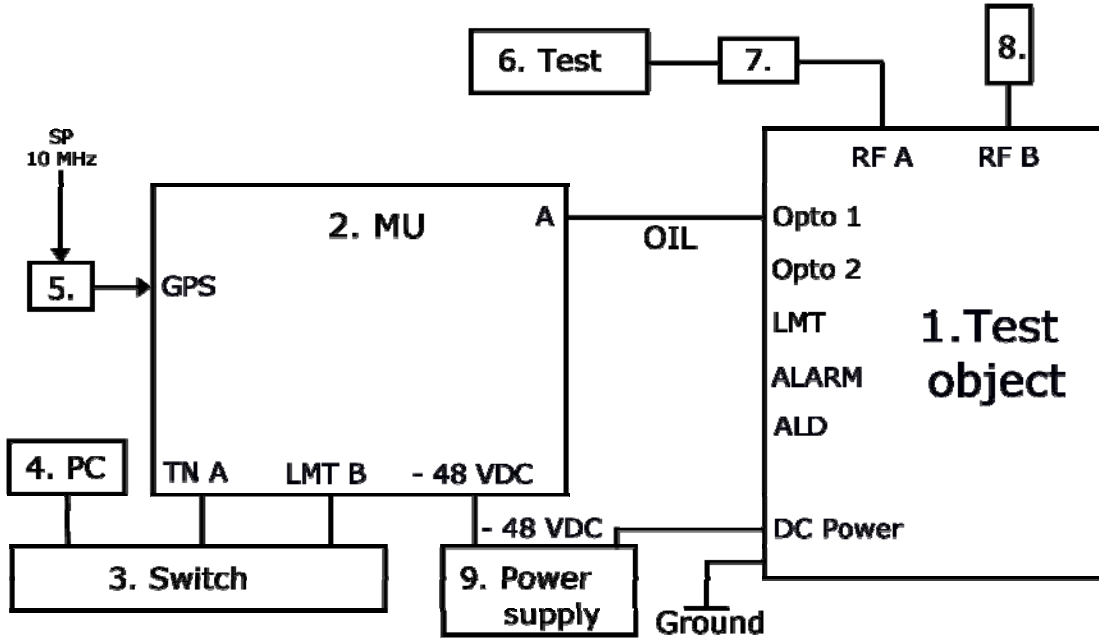 6. Test
7.
8.
SP
10 MHz
RF A
RF B
2. MU
A
OIL
Opto 1
5.
GPS
Opto 2
LMT
1.Test
object
ALARM
ALD
4. PC
TN A
LMT B
- 48 VDC
- 48 VDC
DC Power
3. Switch
9. Power
supply
Ground